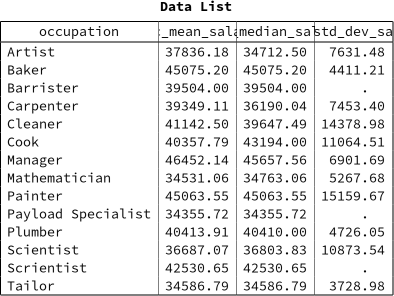 Data List
occupation :_mean_sala median_sala std_dev_sa
Artist 37836.18 34712.50 7631.48
Baker 45075.20 45075.20 4411.21
Barrister 39504.00 39504.00 .
Carpenter 39349.11 36190.04 7453.40
Cleaner 41142.50 39647.49 14378.98
Cook 40357.79 43194.00 11064.51
Manager 46452.14 45657.56 6901.69
Mathematician 34531.06 34763.06 5267.68
Painter 45063.55 45063.55 15159.67
Payload Specialist 34355.72 34355.72 .
Plumber 40413.91 40410.00 4726.05
Scientist 36687.07 36803.83 10873.54
Scrientist 42530.65 42530.65 .
Tailor 34586.79 34586.79 3728.98